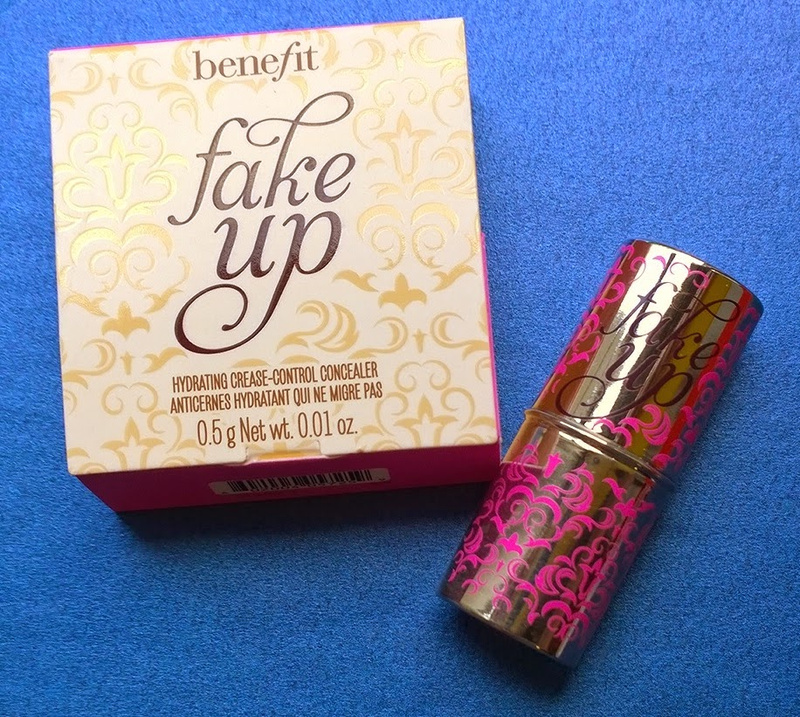 benefit
fake
up
HYDRATING CREASE-CONTROL CONCEALER
ANTICERNES HYDRATANT QUI NE MIGRE PAS
0.5 g Net wt. 0.01 oz.
fake
up